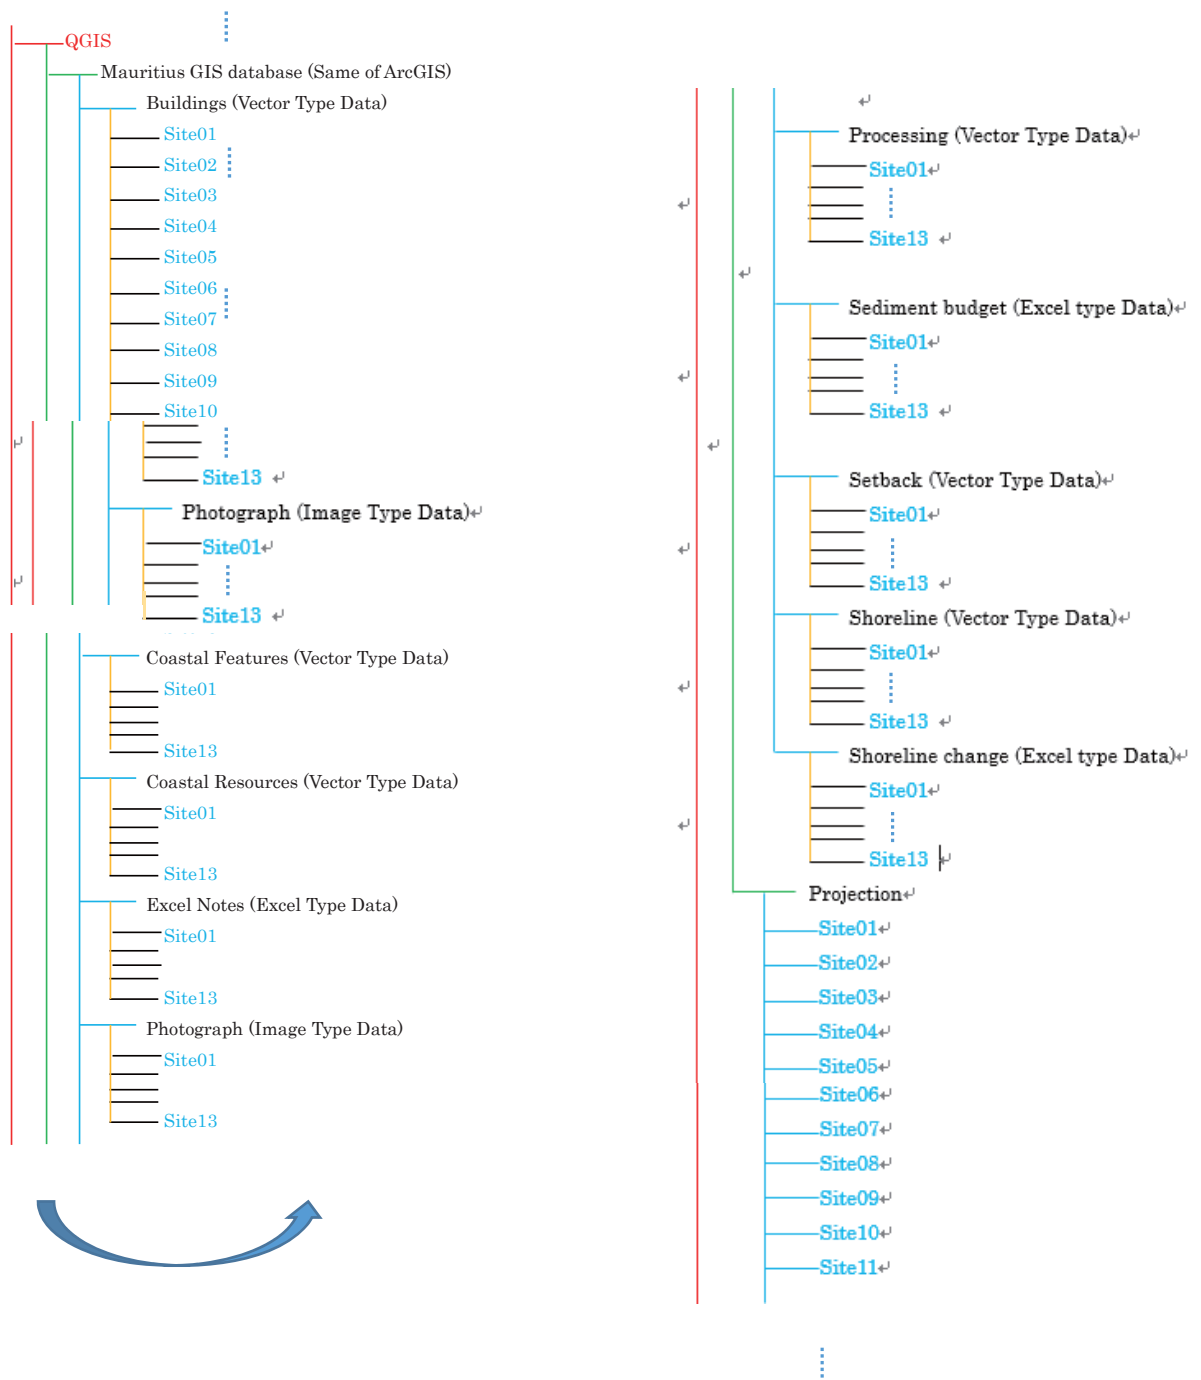 QGIS
Mauritius GIS database (Same of ArcGIS)
Buildings (Vector Type Data)
Site01
Site02
Site03
Site04
Site05
Site06
Site07
Site08
Site09
Site10
Site13
Photograph (Image Type Data)
Site01
Site13
Coastal Features (Vector Type Data)
Site01
Site13
Coastal Resources (Vector Type Data)
Site01
Site13
Excel Notes (Excel Type Data)
Site01
Site13
Photograph (Image Type Data)
Site01
Site13
Processing (Vector Type Data)
Site01
Site13
Sediment budget (Excel type Data)
Site01
Site13
Setback (Vector Type Data)
Site01
Site13
Shoreline (Vector Type Data)
Site01
Site13
Shoreline change (Excel type Data)
Site01
Site13
Projection
Site01
Site02
Site03
Site04
Site05
Site06
Site07
Site08
Site09
Site10
Site11